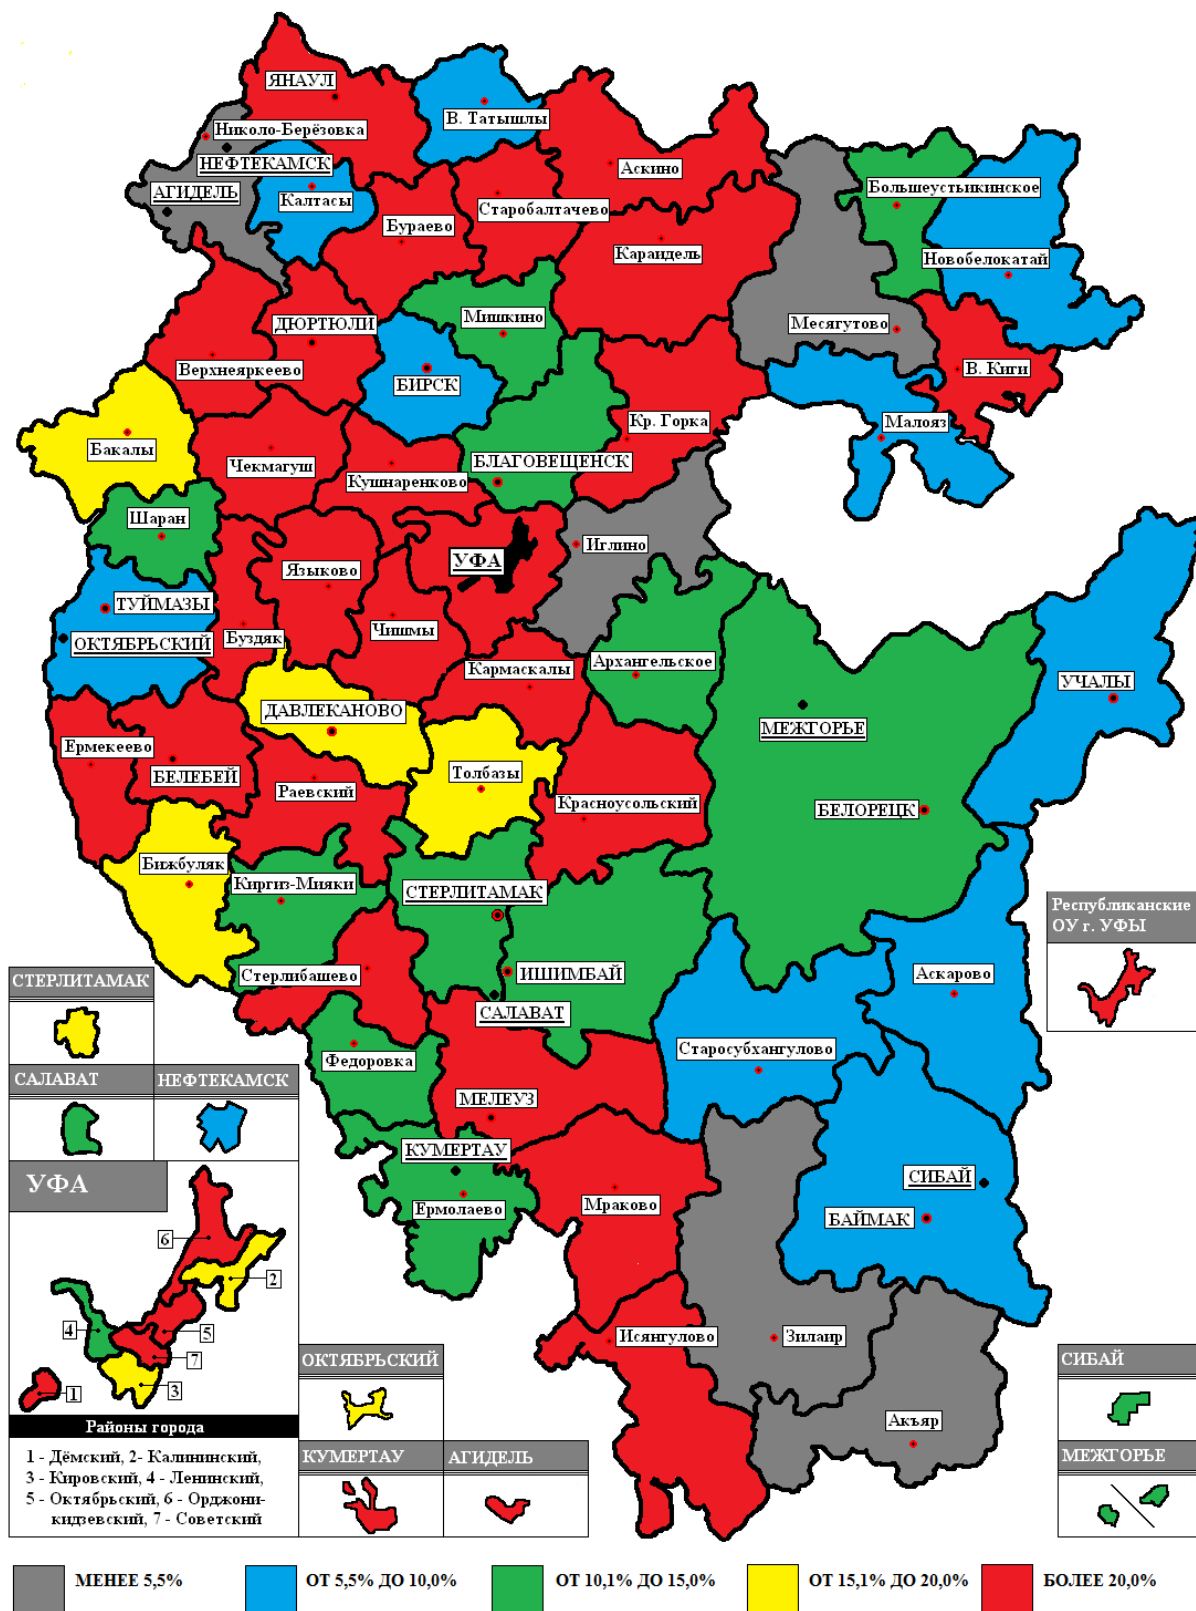 ЯНАУЛ
В. Татышлы
Николо-Берёзовка
НЕФТЕКАМСК
Аскино
АГИДЕЛЬ
Калтасы
Большеустьикинское
Старобалтачево
Бураево
Караидель
Новобелокатай
Мишкино
ДЮРТЮЛИ
Месягутово
Верхнеяркеево
В. Киги
БИРСК
Кр. Горка
Малояз
Бакалы
Чекмагуш
БЛАГОВЕЩЕНСК
Кушнаренково
Шаран
Иглино
УФА
Языково
ТУЙМАЗЫ
Чишмы
ОКТЯБРЬСКИЙ
Буздяк
Архангельское
Кармаскалы
УЧАЛЫ
ДАВЛЕКАНОВО
МЕЖГОРЬЕ
Ермекеево
БЕЛЕБЕЙ
Толбазы
Раевский
Красноусольский
БЕЛОРЕЦК
Бижбуляк
Киргиз-Мияки
СТЕРЛИТАМАК
Республиканские
ОУ г. УФЫ
Стерлибашево
ИШИМБАЙ
Аскарово
СТЕРЛИТАМАК
САЛАВАТ
Старосубхангулово
Федоровка
САЛАВАТ
НЕФТЕКАМСК
МЕЛЕУЗ
КУМЕРТАУ
СИБАЙ
УФА
Ермолаево
Мраково
БАЙМАК
6
2
4
5
7
3
1
Исянгулово
Зилаир
ОКТЯБРЬСКИЙ
СИБАЙ
Акъяр
Районы города
1 - Дёмский, 2- Калининский,
3 - Кировский, 4 - Ленинский,
5 - Октябрьский, 6 - Орджони-
кидзевский, 7 - Советский
КУМЕРТАУ
АГИДЕЛЬ
МЕЖГОРЬЕ
МЕНЕЕ 5,5%
ОТ 5,5% ДО 10,0%
ОТ 10,1% ДО 15,0%
ОТ 15,1% ДО 20,0%
БОЛЕЕ 20,0%